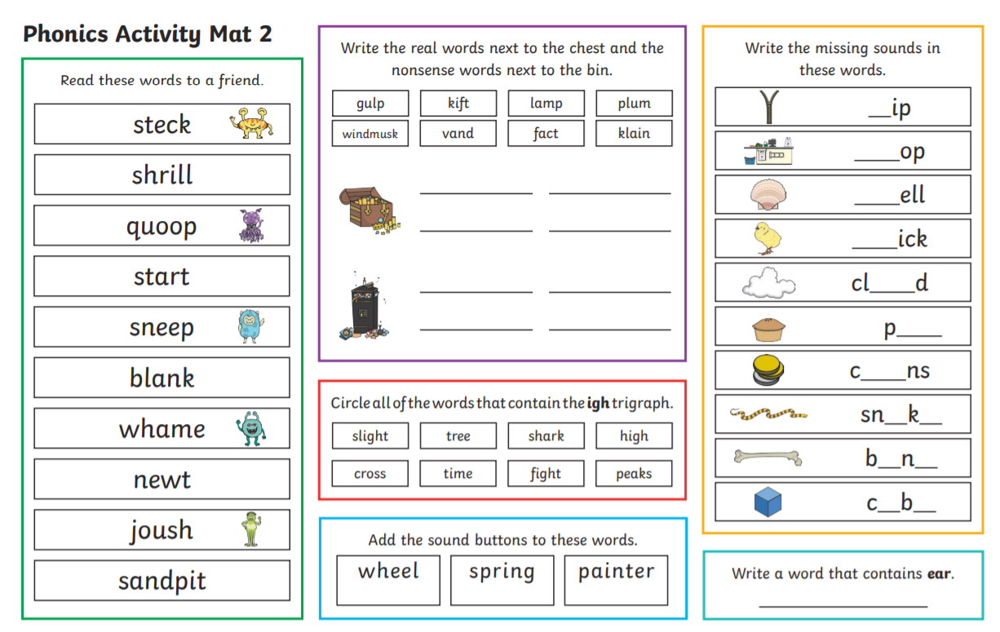 Phonics Activity Mat 2
Read these words to a friend.
steck
shrill
quoop
start
sneep
blank
whame
newt
joush
sandpit
Write the real words next to the chest and the
nonsense words next to the bin.
gulp kift lamp plum
windmusk vand fact klain
Circle all of the words that contain the igh trigraph.
slight tree shark high
cross time fight peaks
Add the sound buttons to these words.
wheel spring painter
Write the missing sounds in
these words.
__ip
____op
____ell
____ick
cl____d
p____
c____ns
sn__k__
b__n__
c__b__
Write a word that contains ear.